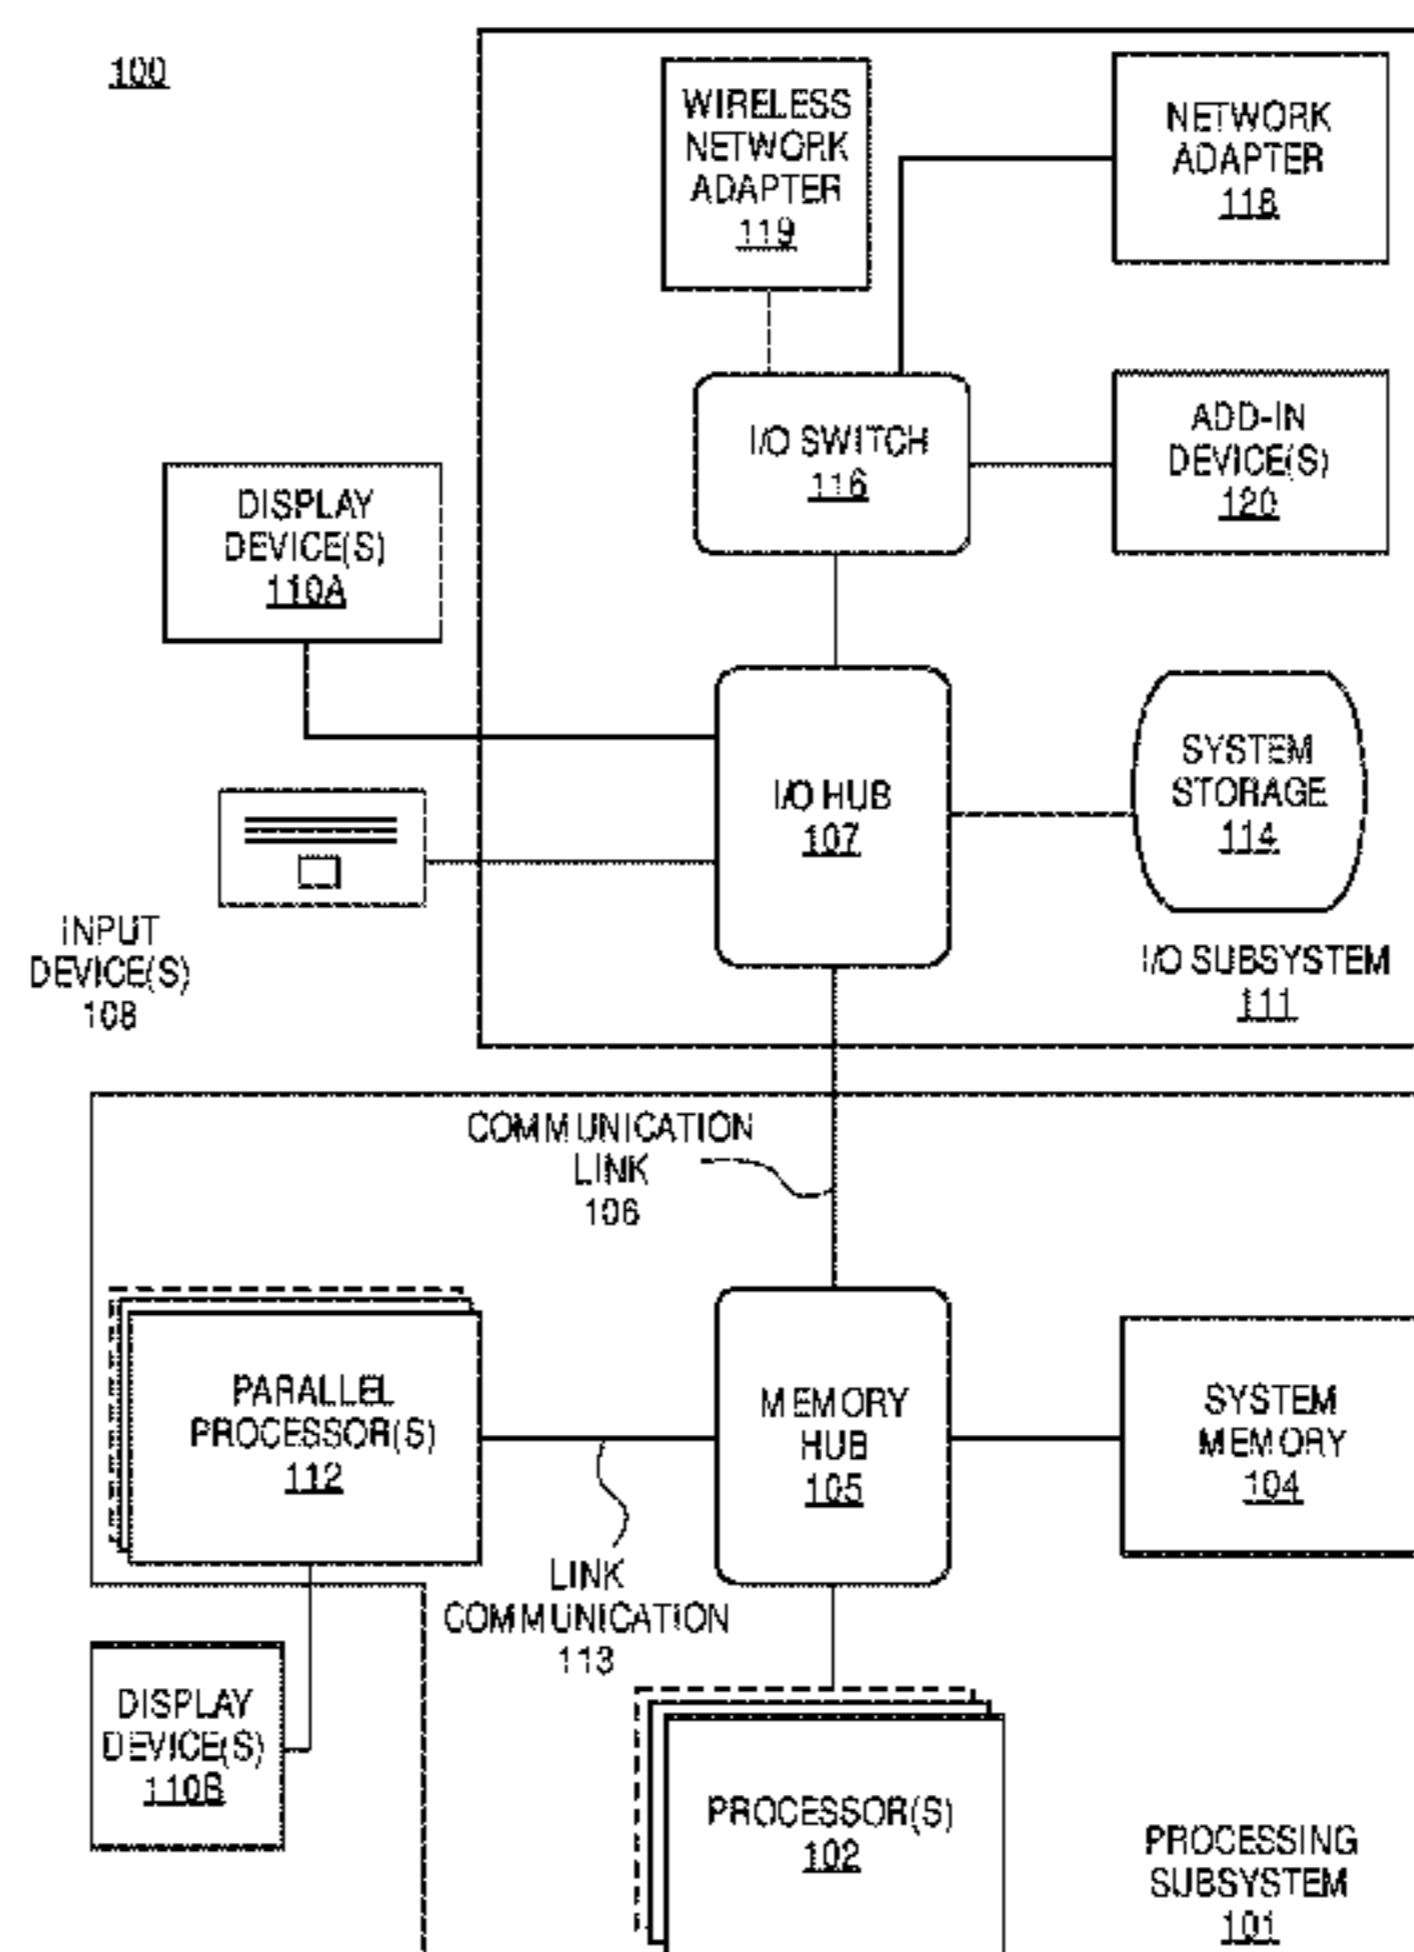 100
WIRELESS
NETWORK
ADAPTER
119
NETWORK
ADAPTER
118
I/O SWITCH
116
ADD-IN
DEVICE(S)
120
DISPLAY
DEVICE(S)
110A
I/O HUB
107
SYSTEM
STORAGE
114
INPUT
DEVICE(S)
108
I/O SUBSYSTEM
111
COMMUNICATION
LINK
106
PARALLEL
PROCESSOR(S)
112
MEMORY
HUB
105
SYSTEM
MEMORY
104
LINK
COMMUNICATION
113
DISPLAY
DEVICE(S)
110B
PROCESSOR(S)
102
PROCESSING
SUBSYSTEM
101